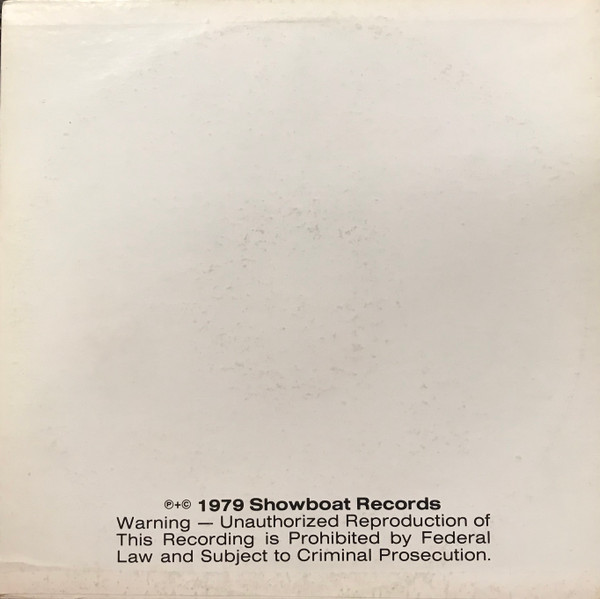 ℗+© 1979 Showboat Records
Warning — Unauthorized Reproduction of
This Recording is Prohibited by Federal
Law and Subject to Criminal Prosecution.